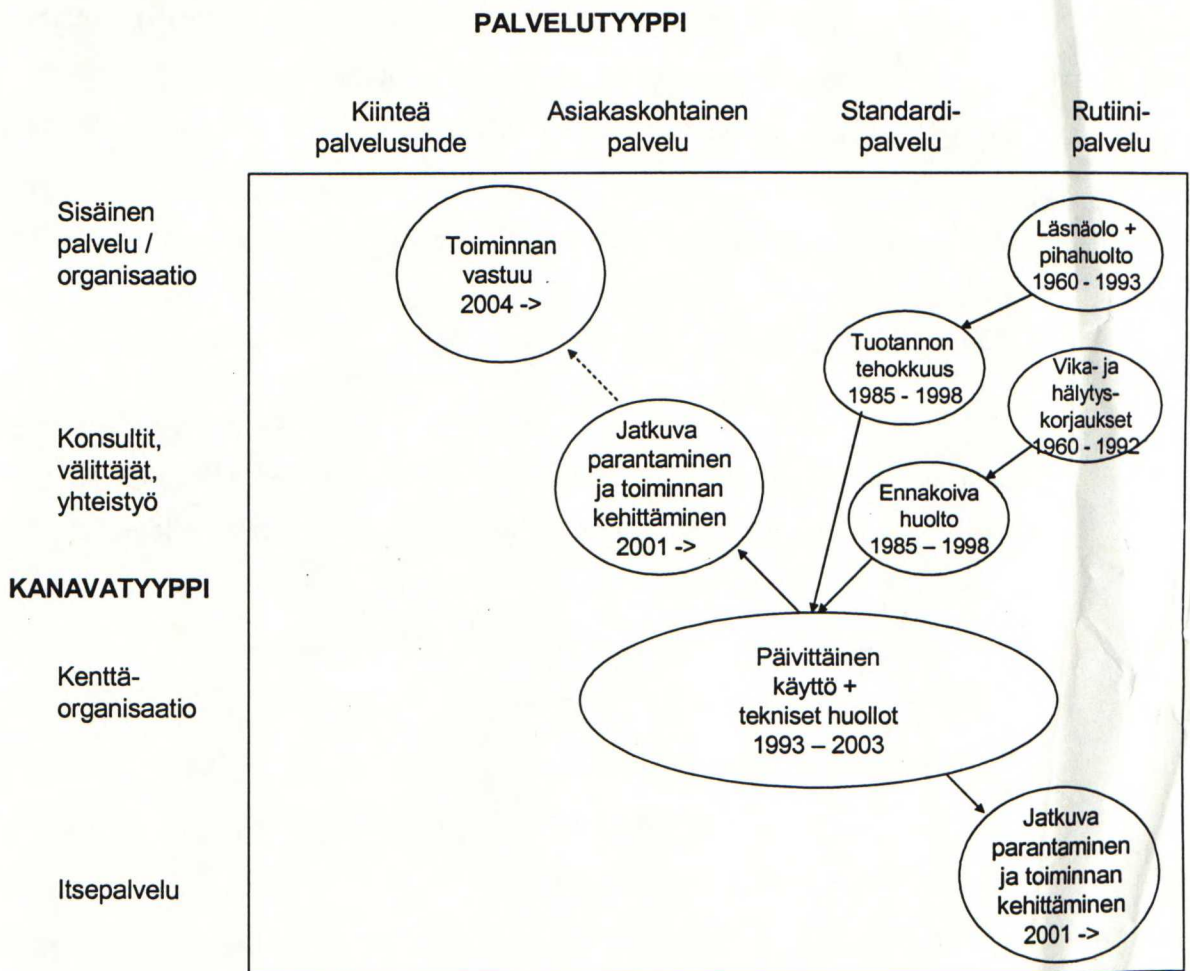 PALVELUTYYPPI
Kiinteä
palvelusuhde
Asiakaskohtainen
palvelu
Standardi-
palvelu
Rutiini-
palvelu
Sisäinen
palvelu /
organisaatio
Toiminnan
vastuu
2004 ->
Läsnäolo +
pihahuolto
1960 - 1993
Tuotannon
tehokkuus
1985 - 1998
Vika- ja
hälytys-
korjaukset
1960 - 1992
Konsultit,
välittäjät,
yhteistyö
Jatkuva
parantaminen
ja toiminnan
kehittäminen
2001 ->
Ennakoiva
huolto
1985 – 1998
KANAVATYYPPI
Kenttä-
organisaatio
Päivittäinen
käyttö +
tekniset huollot
1993 – 2003
Itsepalvelu
Jatkuva
parantaminen
ja toiminnan
kehittäminen
2001 ->